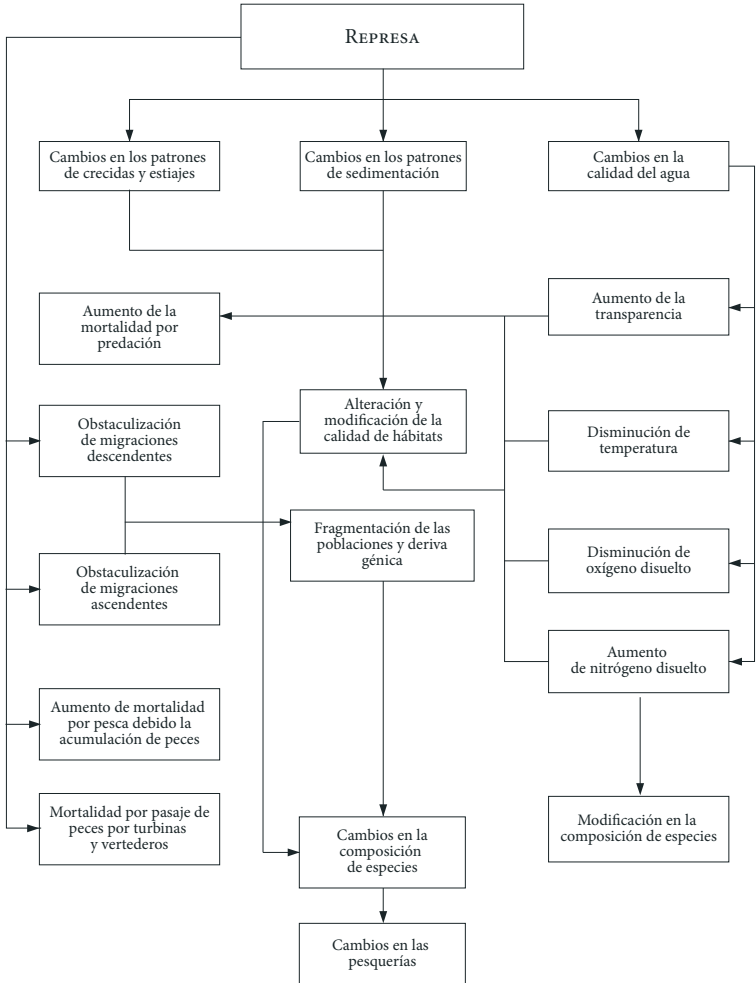 REPRESA
Cambios en los patrones
de crecidas y estiajes
Cambios en los patrones
de sedimentación
Cambios en la
calidad del agua
Aumento de la
mortalidad por
predación
Aumento de la
transparencia
Alteración y
modificación de la
calidad de hábitats
Obstaculización
de migraciones
descendentes
Disminución de
temperatura
Fragmentación de las
poblaciones y deriva
génica
Obstaculización
de migraciones
ascendentes
Disminución de
oxígeno disuelto
Aumento
de nitrógeno disuelto
Aumento de mortalidad
por pesca debido la
acumulación de peces
Mortalidad por pasaje de
peces por turbinas
y vertederos
Cambios en la
composición
de especies
Modificación en la
composición de especies
Cambios en las
pesquerías